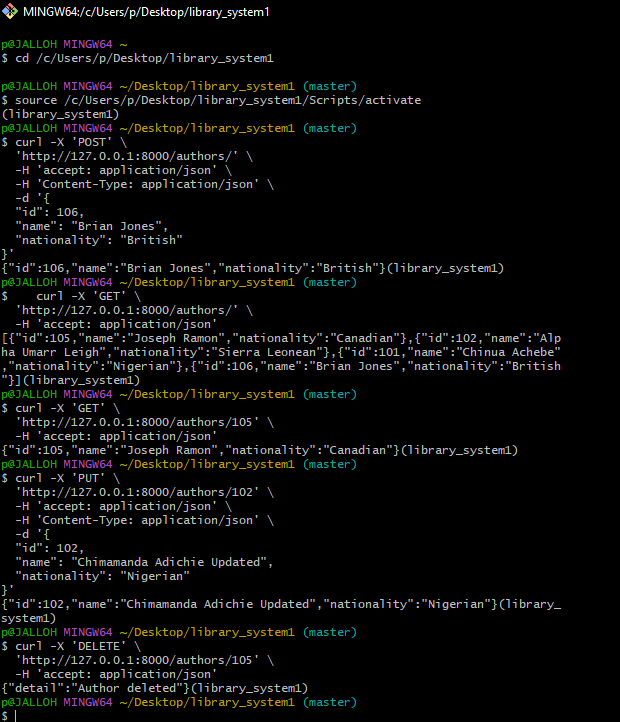 MINGW64:/c/Users/p/Desktop/library_system1
p@JALLOH MINGW64 ~
$ cd /c/Users/p/Desktop/library_system1
p@JALLOH MINGW64 ~/Desktop/library_system1 (master)
$ source /c/Users/p/Desktop/library_system1/Scripts/activate
(library_system1)
p@JALLOH MINGW64 ~/Desktop/library_system1 (master)
$ curl -X 'POST' \
  'http://127.0.0.1:8000/authors/' \
  -H 'accept: application/json' \
  -H 'Content-Type: application/json' \
  -d '{
  "id": 106,
  "name": "Brian Jones",
  "nationality": "British"
}'
{"id":106,"name":"Brian Jones","nationality":"British"}(library_system1)
p@JALLOH MINGW64 ~/Desktop/library_system1 (master)
$    curl -X 'GET' \
  'http://127.0.0.1:8000/authors/' \
  -H 'accept: application/json'
[{"id":105,"name":"Joseph Ramon","nationality":"Canadian"},{"id":102,"name":"Alp
ha Umarr Leigh","nationality":"Sierra Leonean"},{"id":101,"name":"Chinua Achebe"
,"nationality":"Nigerian"},{"id":106,"name":"Brian Jones","nationality":"British
"}](library_system1)
p@JALLOH MINGW64 ~/Desktop/library_system1 (master)
$ curl -X 'GET' \
  'http://127.0.0.1:8000/authors/105' \
  -H 'accept: application/json'
{"id":105,"name":"Joseph Ramon","nationality":"Canadian"}(library_system1)
p@JALLOH MINGW64 ~/Desktop/library_system1 (master)
$ curl -X 'PUT' \
  'http://127.0.0.1:8000/authors/102' \
  -H 'accept: application/json' \
  -H 'Content-Type: application/json' \
  -d '{
  "id": 102,
  "name": "Chimamanda Adichie Updated",
  "nationality": "Nigerian"
}'
{"id":102,"name":"Chimamanda Adichie Updated","nationality":"Nigerian"}(library_
system1)
p@JALLOH MINGW64 ~/Desktop/library_system1 (master)
$ curl -X 'DELETE' \
  'http://127.0.0.1:8000/authors/105' \
  -H 'accept: application/json'
{"detail":"Author deleted"}(library_system1)
p@JALLOH MINGW64 ~/Desktop/library_system1 (master)
$